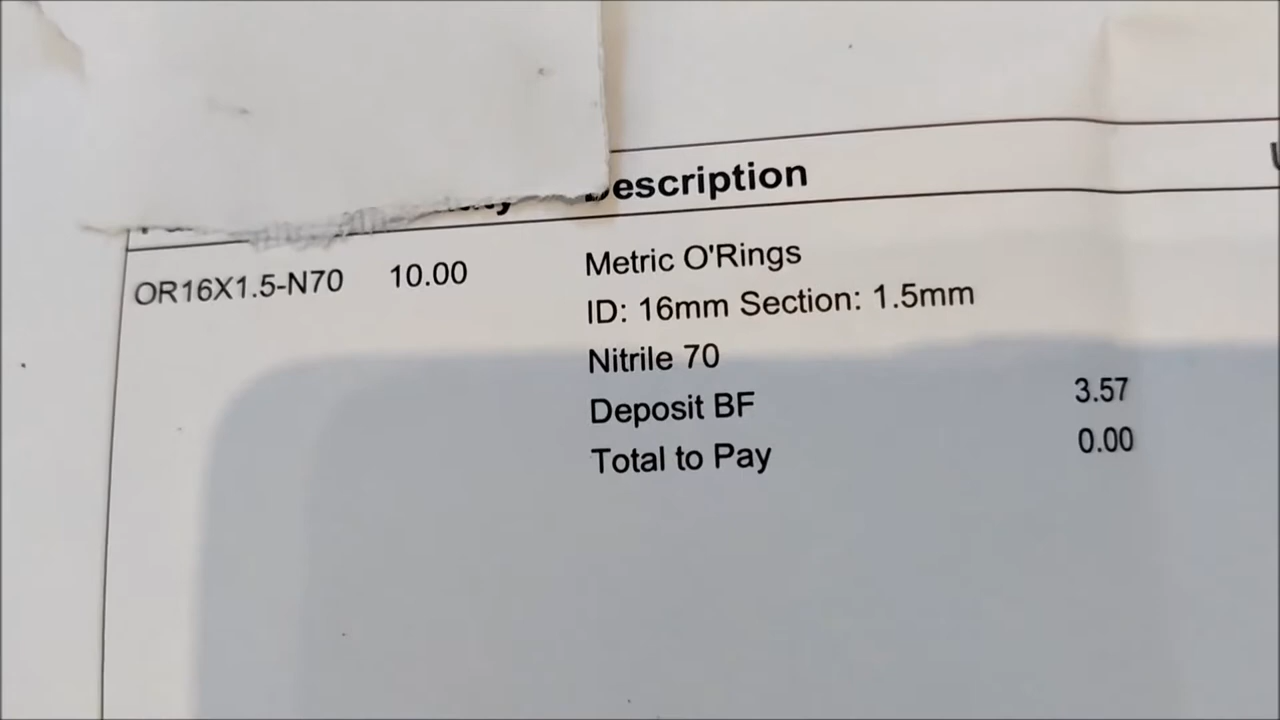 Description
OR16X1.5-N70 10.00 Metric O'Rings
ID: 16mm Section: 1.5mm
Nitrile 70
Deposit BF 3.57
Total to Pay 0.00